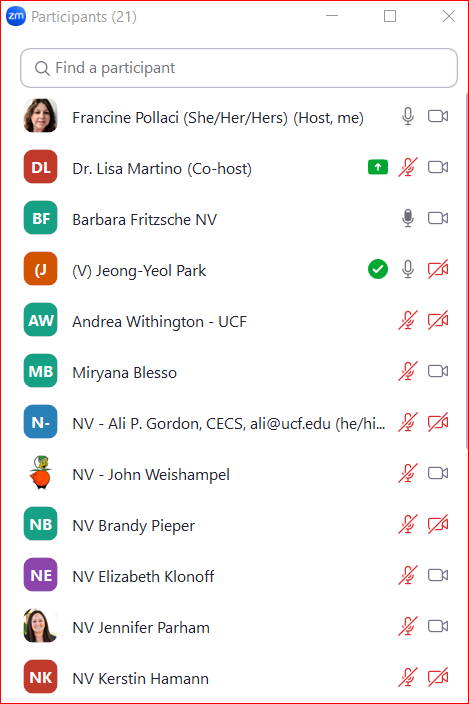 zm Participants (21)
Find a participant
Francine Pollaci (She/Her/Hers) (Host, me)
DL Dr. Lisa Martino (Co-host)
BF Barbara Fritzsche NV
(J (V) Jeong-Yeol Park
AW Andrea Withington - UCF
MB Miryana Blesso
N- NV - Ali P. Gordon, CECS, ali@ucf.edu (he/hi...
NV - John Weishampel
NB NV Brandy Pieper
NE NV Elizabeth Klonoff
NV Jennifer Parham
NK NV Kerstin Hamann